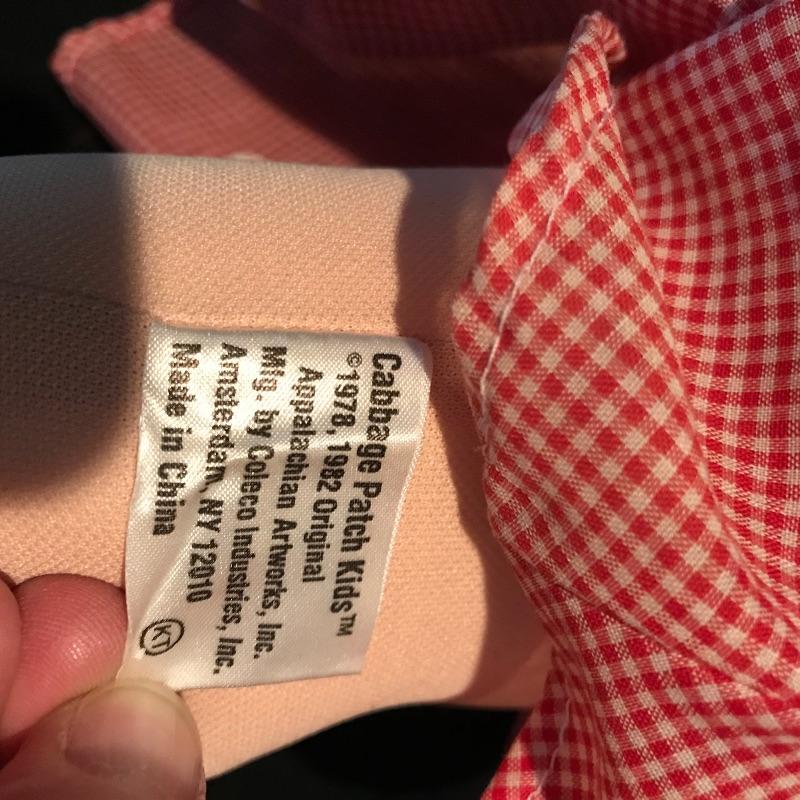 Cabbage Patch Kids™
©1978, 1982 Original
Appalachian Artworks, Inc.
Mfg. by Coleco Industries, Inc.
Amsterdam, NY 12010
Made in China
KT